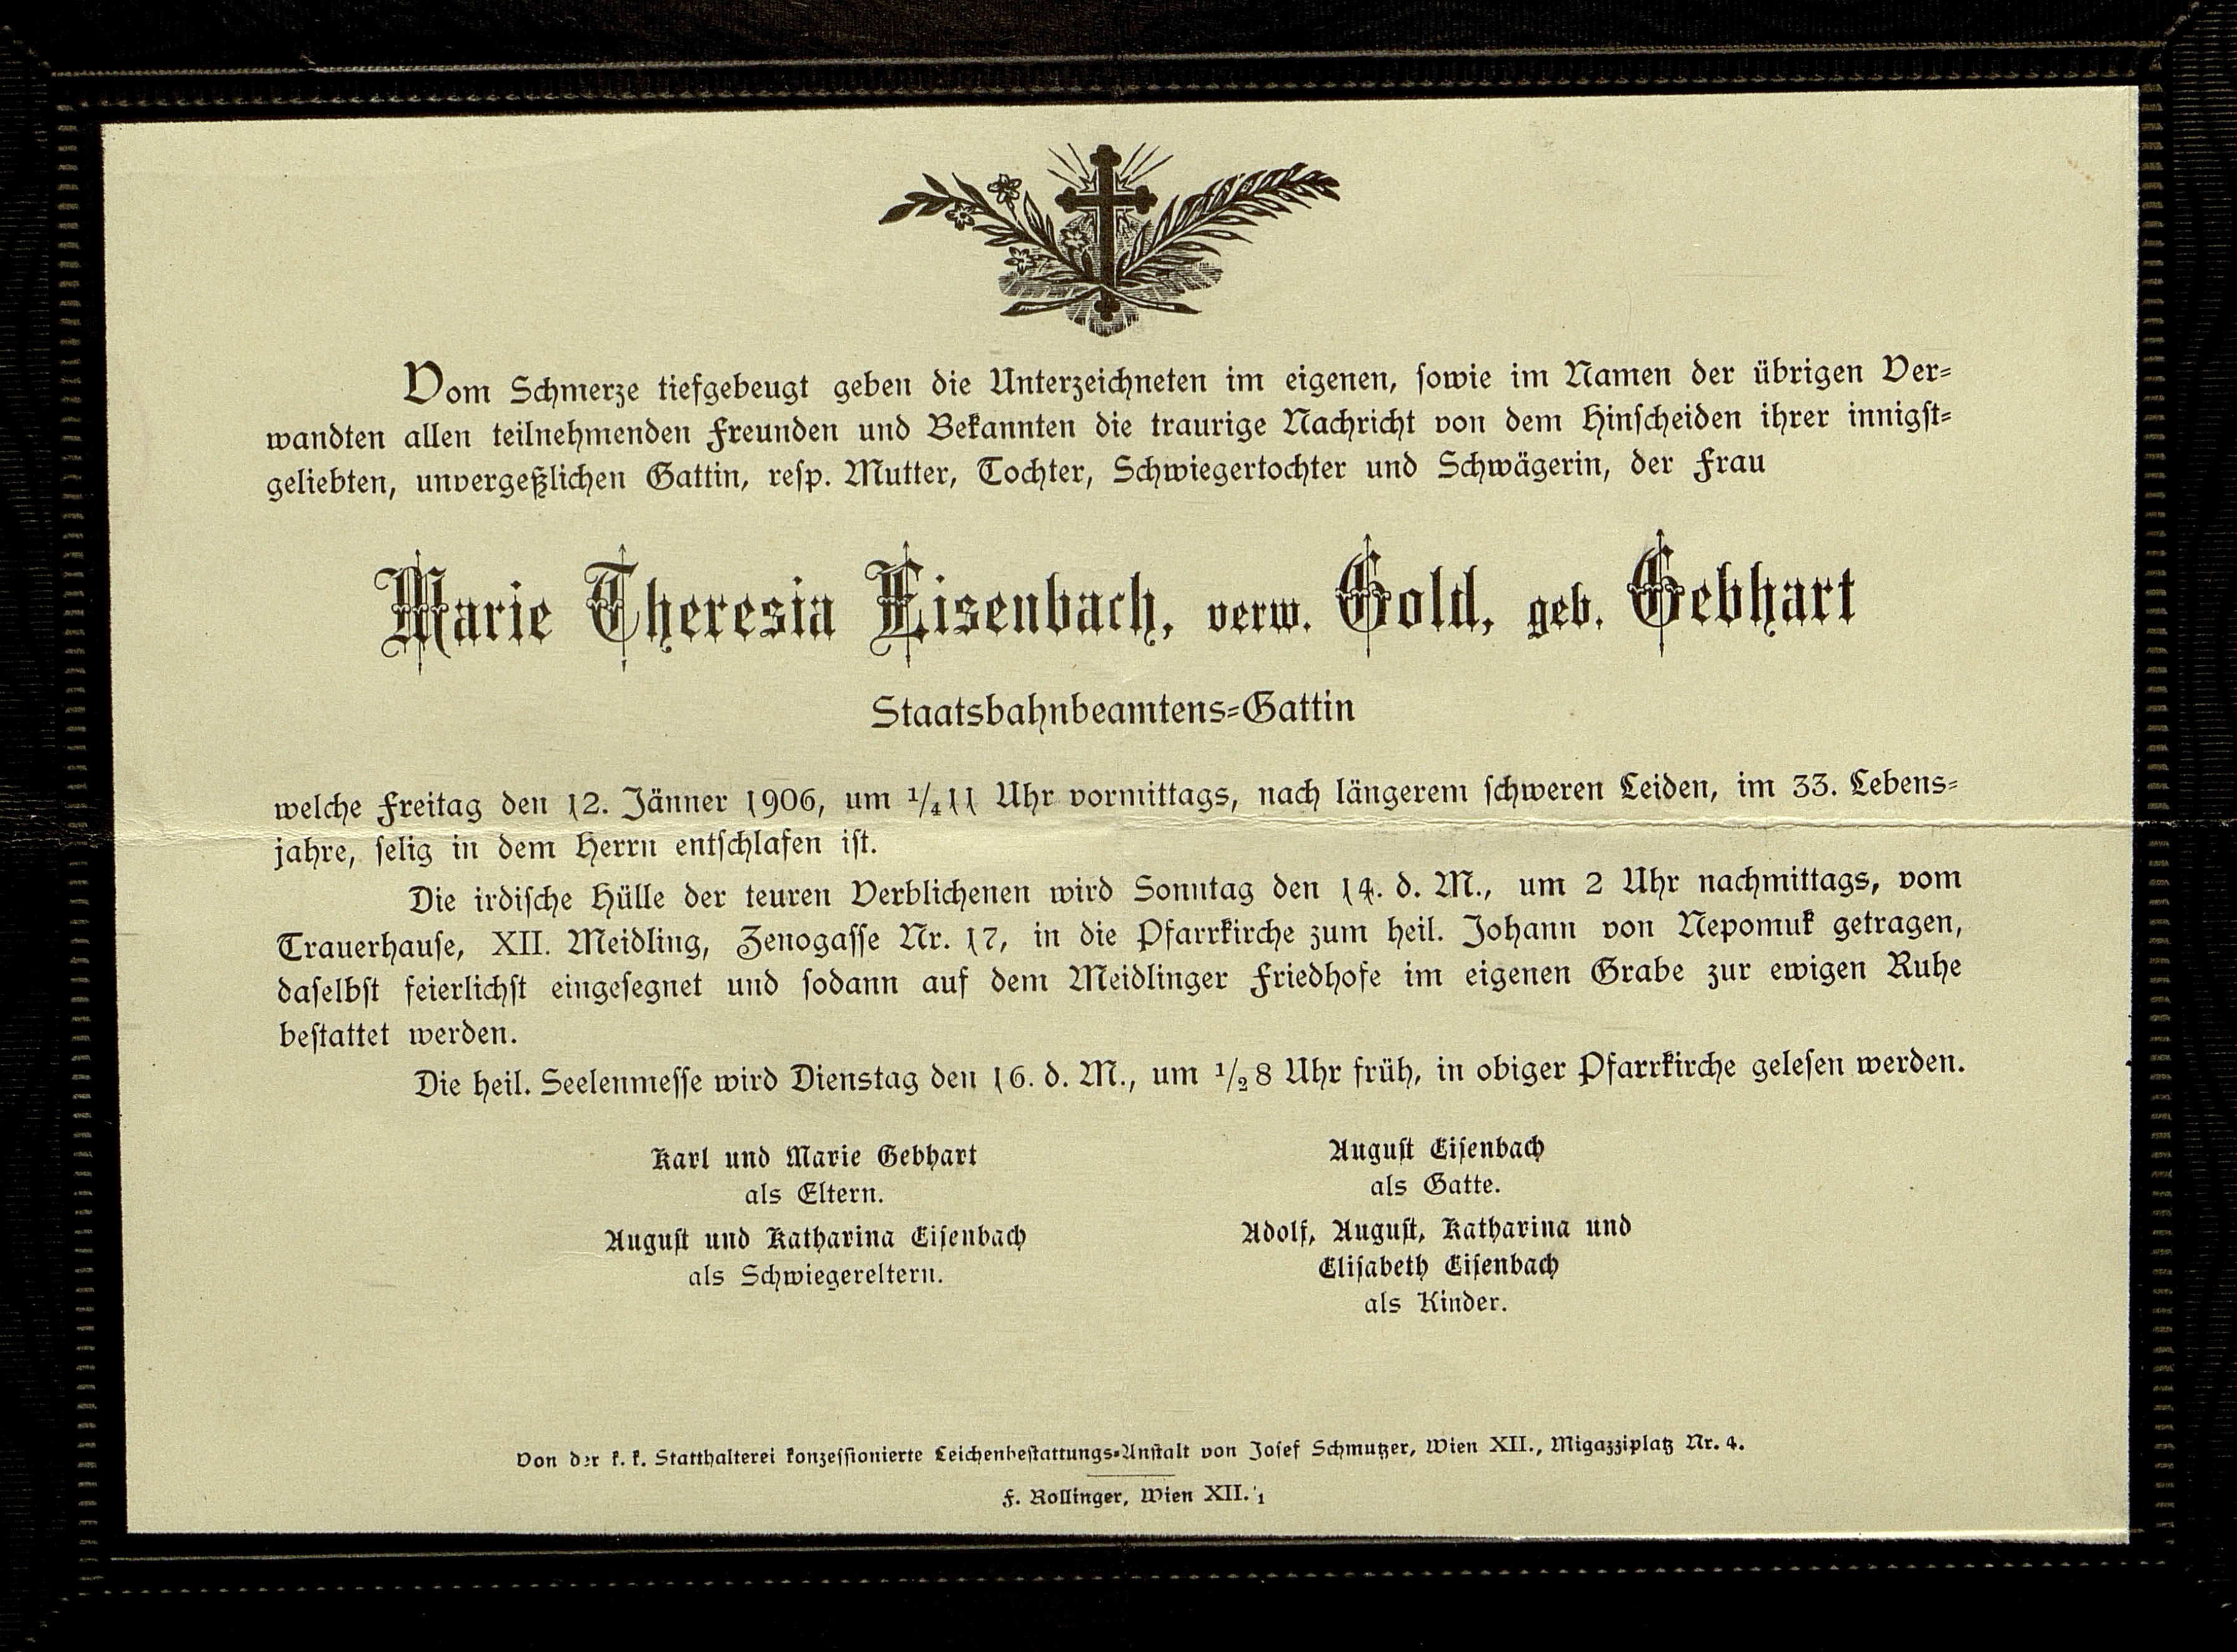 Vom Schmerze tiefgebeugt geben die Unterzeichneten im eigenen, sowie im Namen der übrigen Ver-
wandten allen teilnehmenden Freunden und Bekannten die traurige Nachricht von dem Hinscheiden ihrer innigst-
geliebten, unvergeßlichen Gattin, resp. Mutter, Tochter, Schwiegertochter und Schwägerin, der Frau
Marie Theresia Eisenbach, verw. Gold, geb. Gebhart
Staatsbahnbeamtens-Gattin
welche Freitag den 12. Jänner 1906, um 1/4 11 Uhr vormittags, nach längerem schweren Leiden, im 33. Lebens-
jahre, selig in dem Herrn entschlafen ist.
Die irdische Hülle der teuren Verblichenen wird Sonntag den 14. d. M., um 2 Uhr nachmittags, vom
Trauerhause, XII. Meidling, Zenogasse Nr. 17, in die Pfarrkirche zum heil. Johann von Nepomuk getragen,
daselbst feierlichst eingesegnet und sodann auf dem Meidlinger Friedhofe im eigenen Grabe zur ewigen Ruhe
bestattet werden.
Die heil. Seelenmesse wird Dienstag den 16. d. M., um 1/2 8 Uhr früh, in obiger Pfarrkirche gelesen werden.
Karl und Marie Gebhart
als Eltern.
August und Katharina Eisenbach
als Schwiegereltern.
August Eisenbach
als Gatte.
Adolf, August, Katharina und
Elisabeth Eisenbach
als Kinder.
Von der k. k. Statthalterei konzessionierte Leichenbestattungs-Anstalt von Josef Schmutzer, Wien XII., Migazziplatz Nr. 4.
F. Rollinger, Wien XII./1